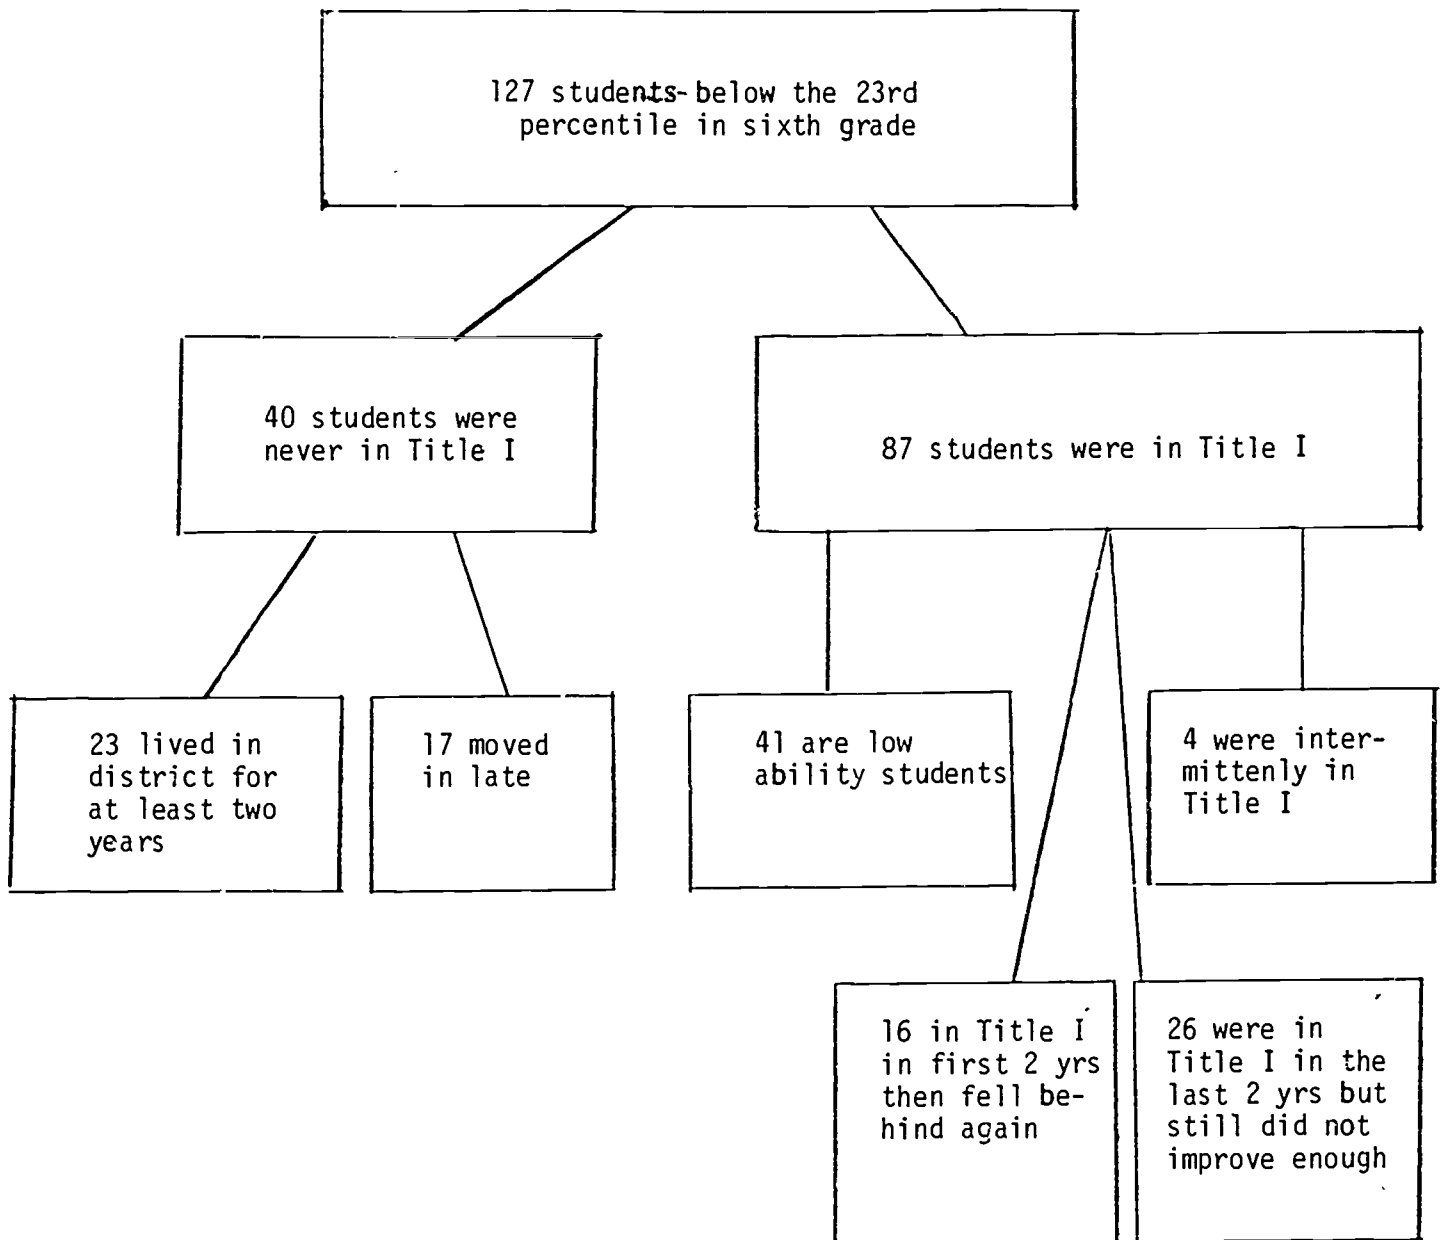 127 students below the 23rd
percentile in sixth grade
40 students were
never in Title I
87 students were in Title I
23 lived in
district for
at least two
years
17 moved
in late
41 are low
ability students
4 were inter-
mittenly in
Title I
16 in Title I
in first 2 yrs
then fell be-
hind again
26 were in
Title I in the
last 2 yrs but
still did not
improve enough